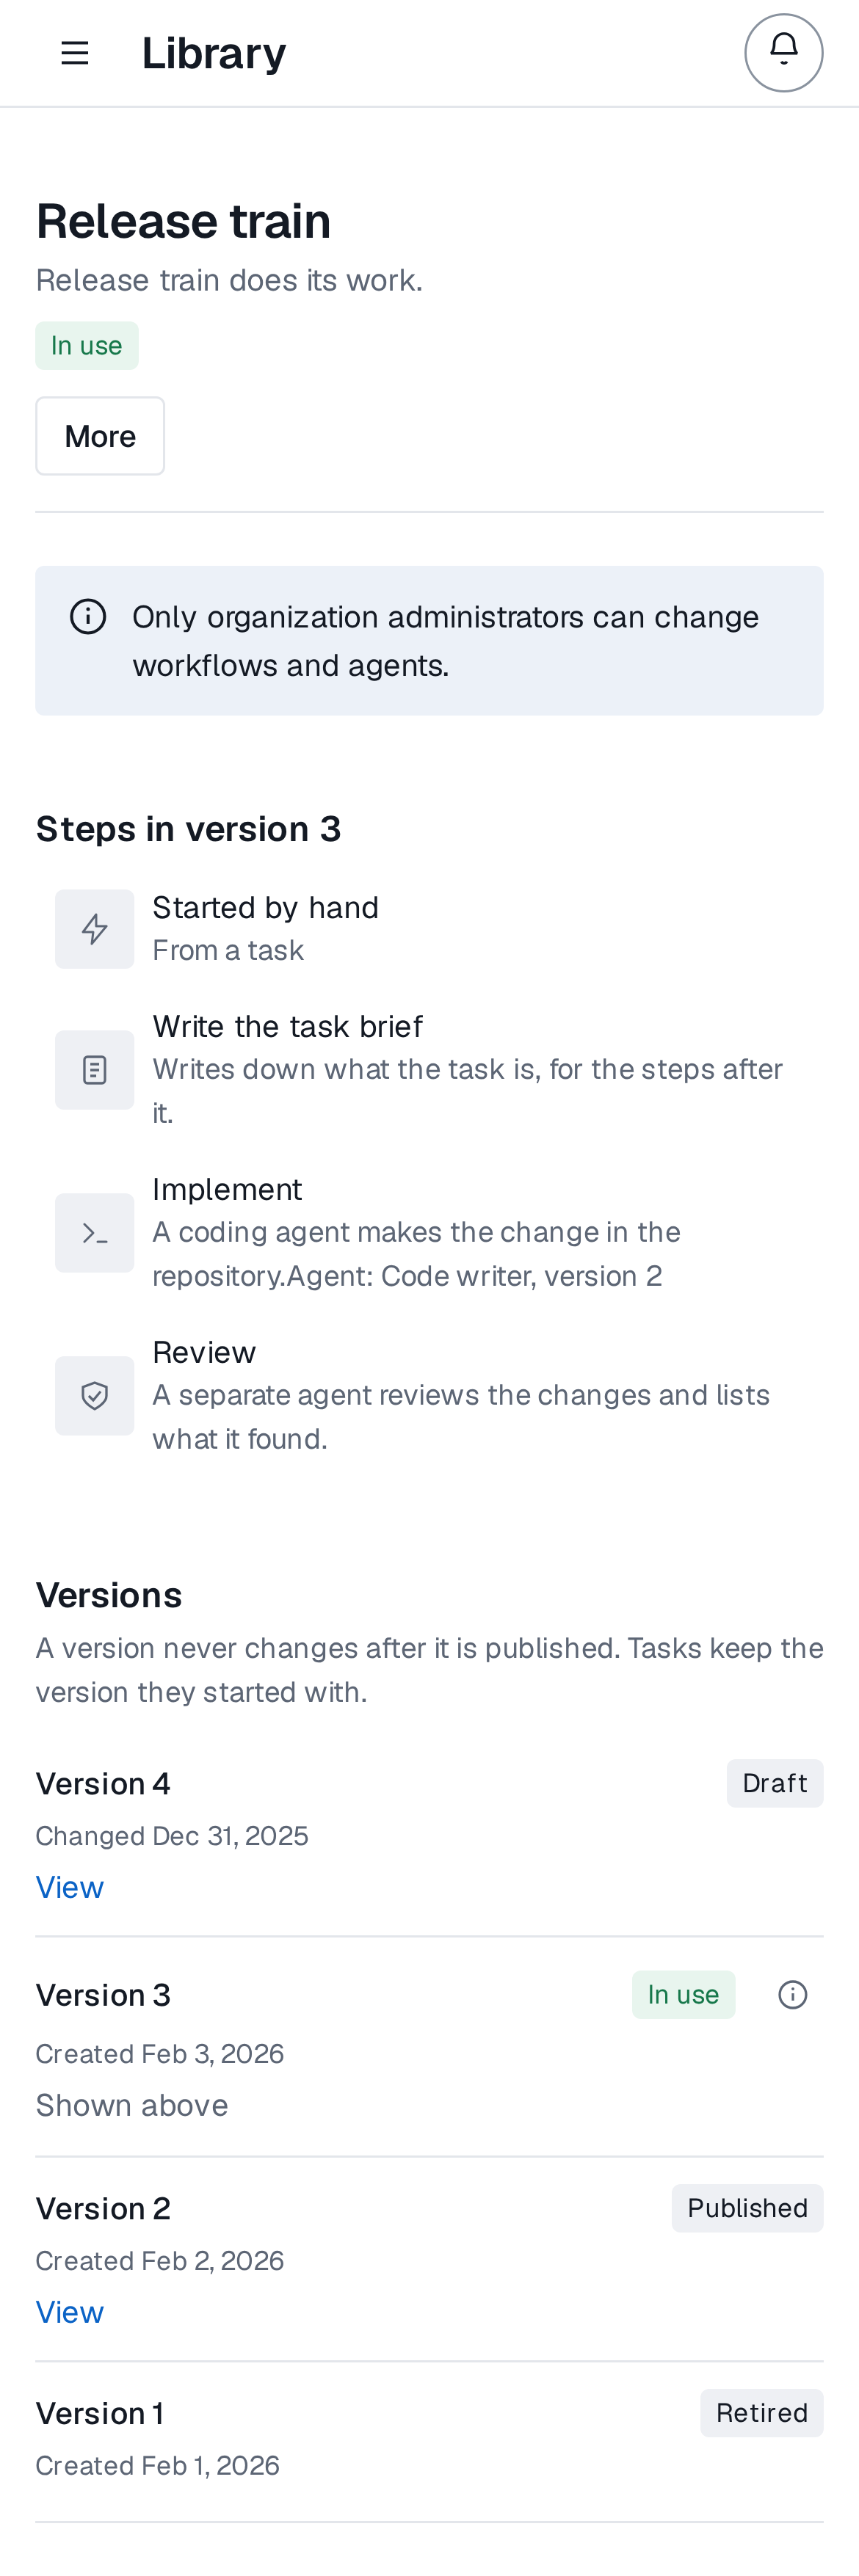 Library
Release train
Release train does its work.
In use
More
Only organization administrators can change
workflows and agents.
Steps in version 3
Started by hand
From a task
Write the task brief
Writes down what the task is, for the steps after
it.
Implement
A coding agent makes the change in the
repository.Agent: Code writer, version 2
Review
A separate agent reviews the changes and lists
what it found.
Versions
A version never changes after it is published. Tasks keep the
version they started with.
Version 4
Draft
Changed Dec 31, 2025
View
Version 3
In use
Created Feb 3, 2026
Shown above
Version 2
Published
Created Feb 2, 2026
View
Version 1
Retired
Created Feb 1, 2026